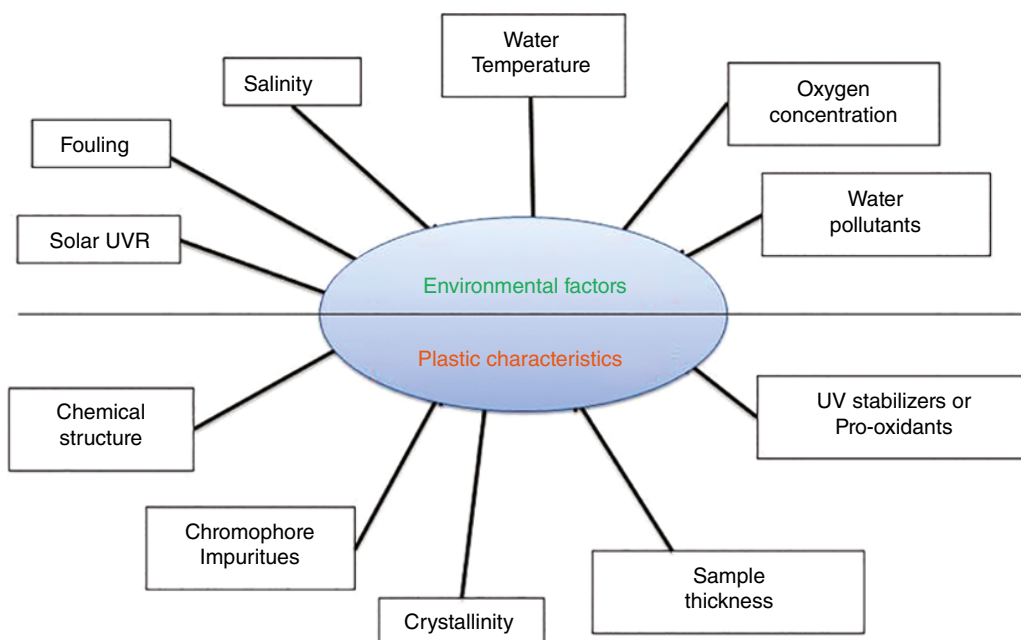 Water
Temperature
Salinity
Oxygen
concentration
Fouling
Water
pollutants
Solar UVR
Environmental factors
Plastic characteristics
Chemical
structure
UV stabilizers or
Pro-oxidants
Chromophore
Impuritues
Sample
thickness
Crystallinity